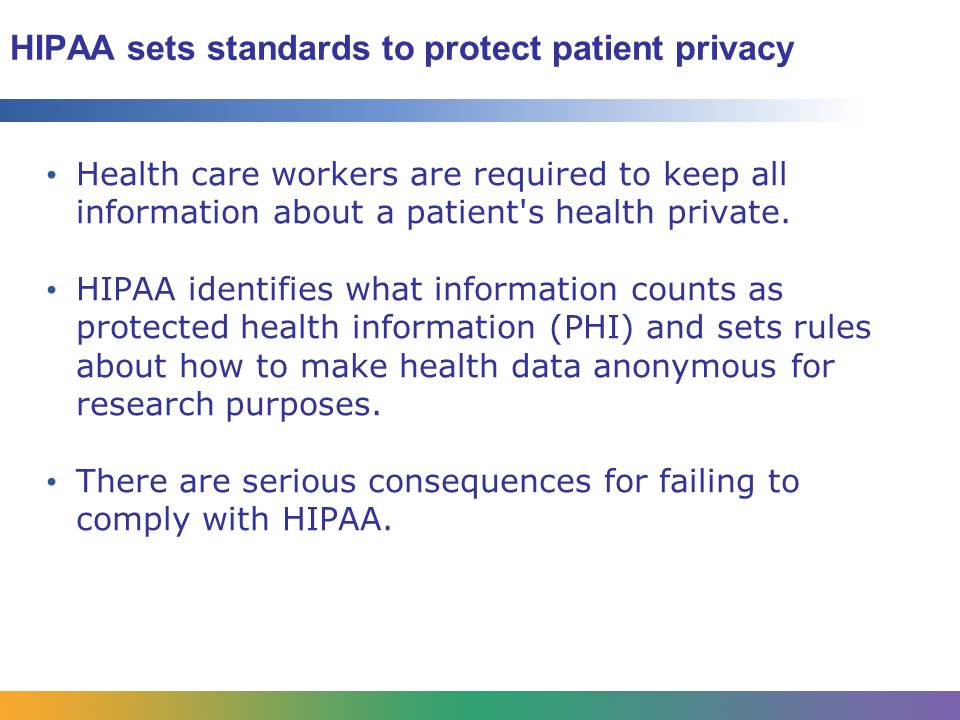 HIPAA sets standards to protect patient privacy
• Health care workers are required to keep all
information about a patient's health private.
• HIPAA identifies what information counts as
protected health information (PHI) and sets rules
about how to make health data anonymous for
research purposes.
• There are serious consequences for failing to
comply with HIPAA.